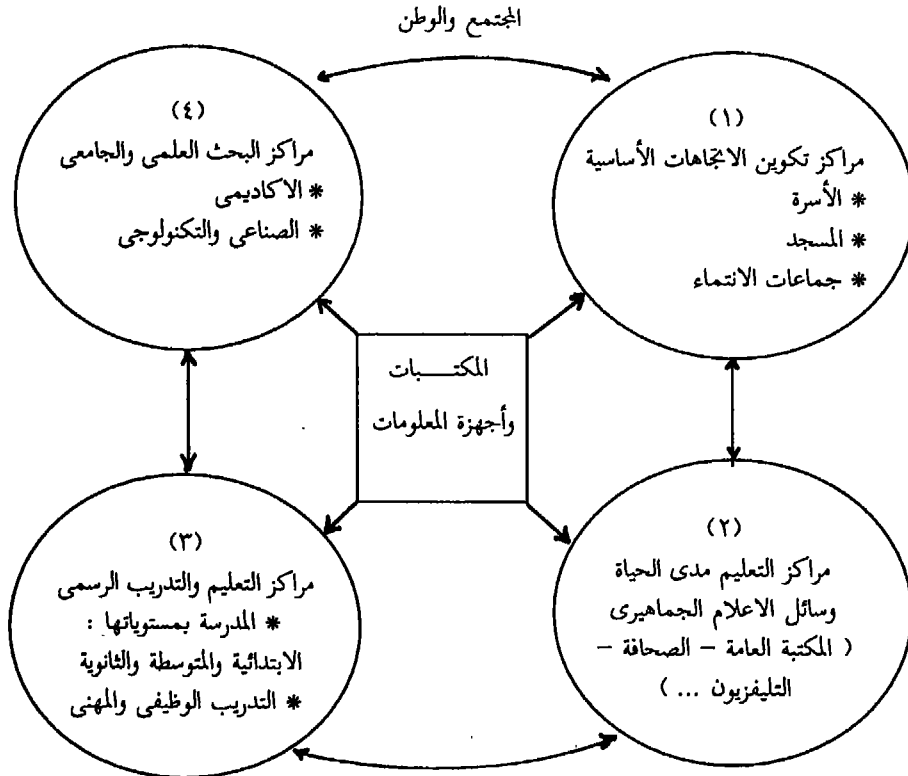 المجتمع والوطن
(١)
مراكز تكوين الاتجاهات الأساسية
* الأسرة
* المسجد
* جماعات الانتماء
(٤)
مراكز البحث العلمى والجامعى
* الاكاديمى
* الصناعى والتكنولوجى
المكتبــــات
وأجهزة المعلومات
(٢)
مراكز التعليم مدى الحياة
وسائل الاعلام الجماهيرى
( المكتبة العامة – الصحافة –
التليفزيون ... )
(٣)
مراكز التعليم والتدريب الرسمى
* المدرسة بمستوياتها :
الابتدائية والمتوسطة والثانوية
* التدريب الوظيفى والمهنى